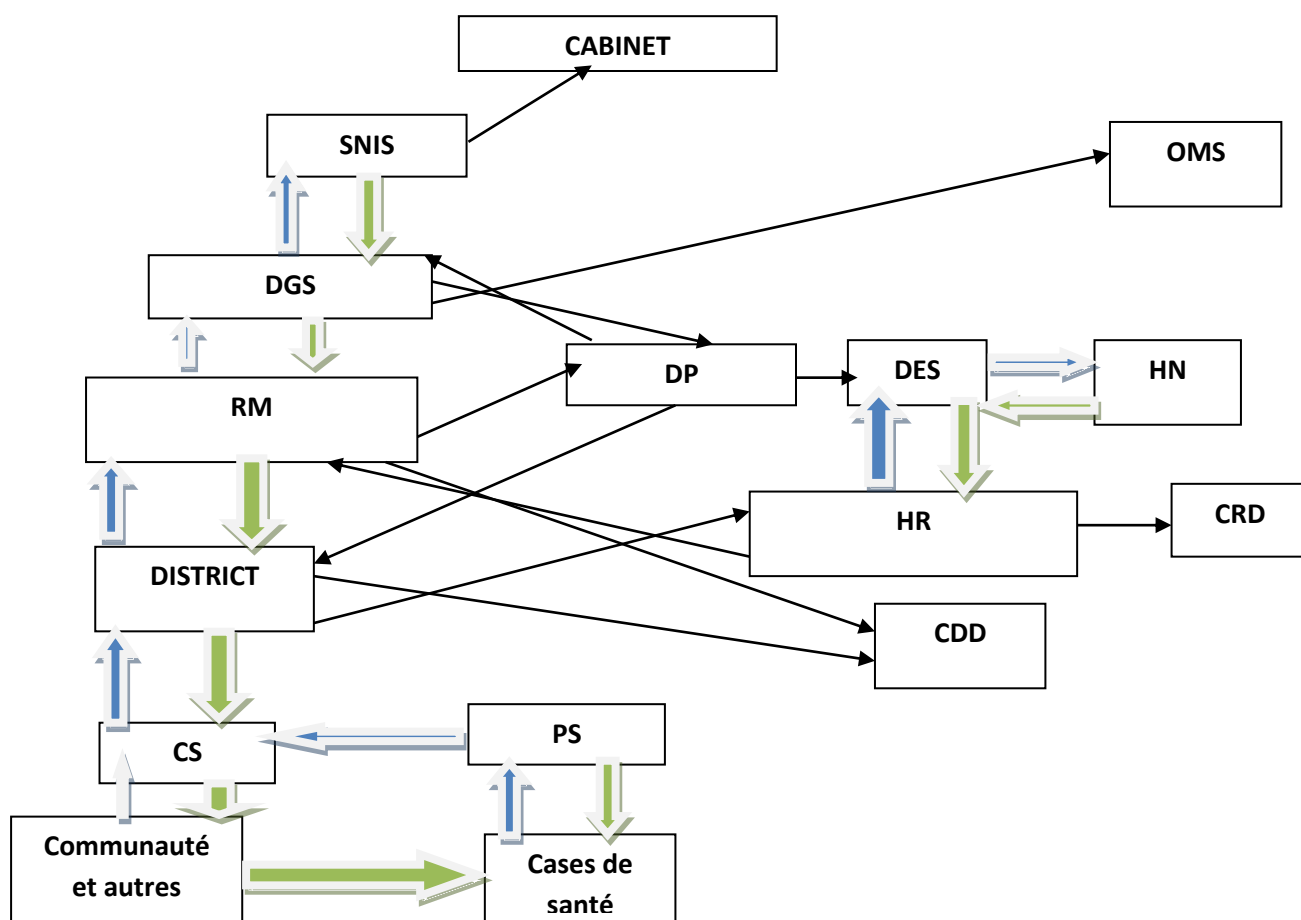 CABINET
SNIS
OMS
DGS
DP
DES
HN
RM
HR
CRD
DISTRICT
CDD
PS
CS
Communauté
et autres
Cases de
santé